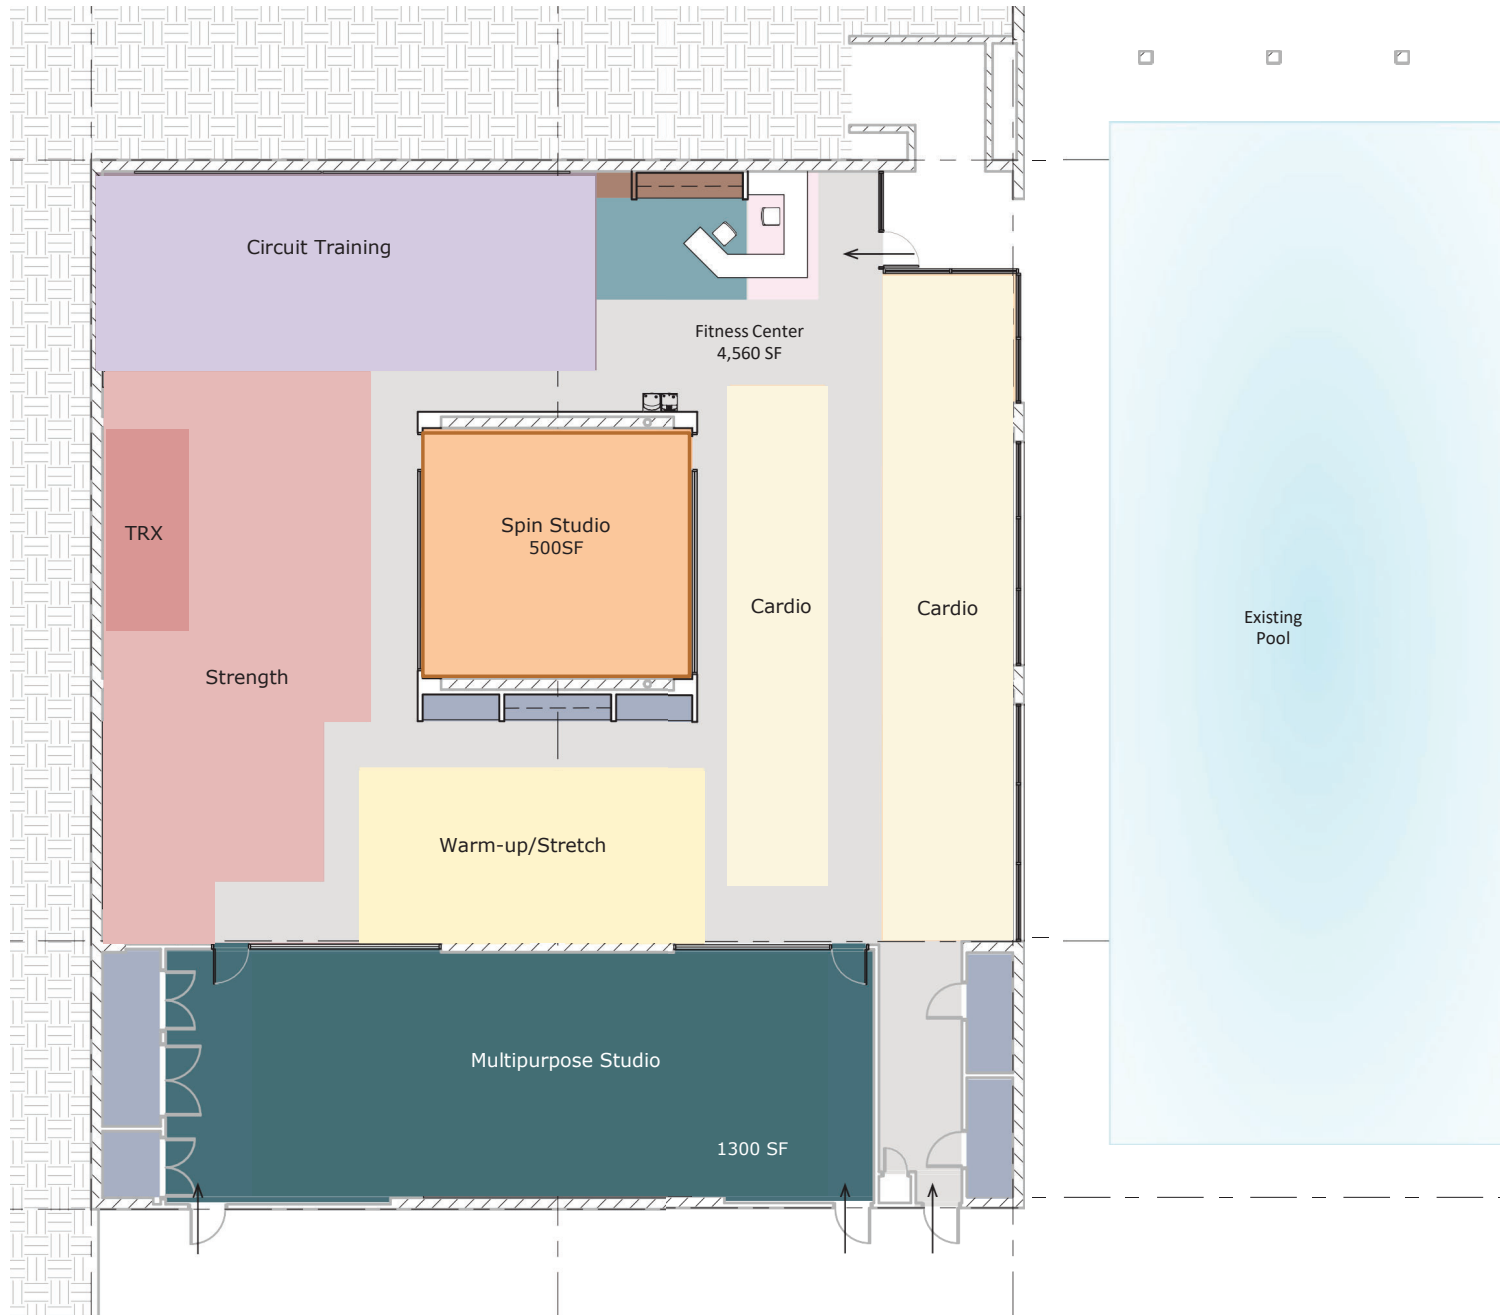 Circuit Training
Fitness Center
4,560 SF
TRX
Spin Studio
500SF
Cardio
Cardio
Existing
Pool
Strength
Warm-up/Stretch
Multipurpose Studio
1300 SF